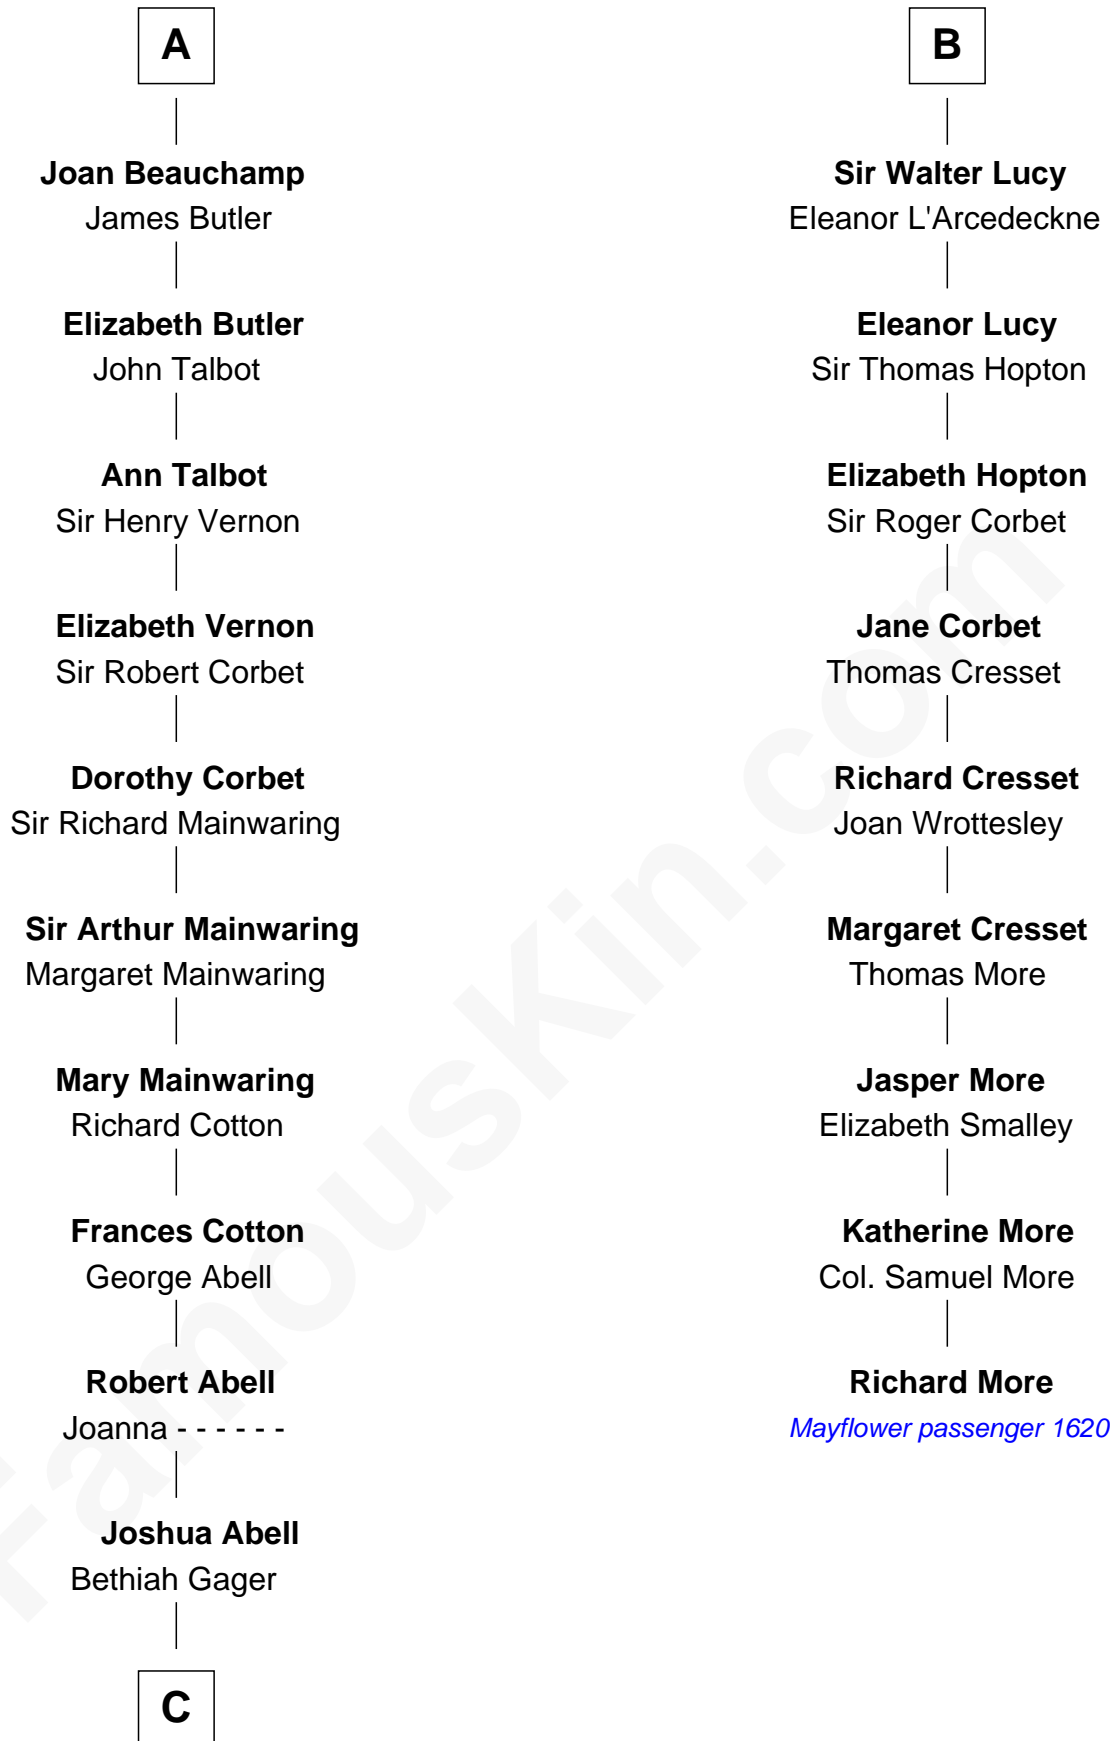 A
Joan Beauchamp
James Butler
Elizabeth Butler
John Talbot
Ann Talbot
Sir Henry Vernon
Elizabeth Vernon
Sir Robert Corbet
Dorothy Corbet
Sir Richard Mainwaring
Sir Arthur Mainwaring
Margaret Mainwaring
Mary Mainwaring
Richard Cotton
Frances Cotton
George Abell
Robert Abell
Joanna - - - - - -
Joshua Abell
Bethiah Gager
C
B
Sir Walter Lucy
Eleanor L'Arcedeckne
Eleanor Lucy
Sir Thomas Hopton
Elizabeth Hopton
Sir Roger Corbet
Jane Corbet
Thomas Cresset
Richard Cresset
Joan Wrottesley
Margaret Cresset
Thomas More
Jasper More
Elizabeth Smalley
Katherine More
Col. Samuel More
Richard More
Mayflower passenger 1620
FamousKin.com